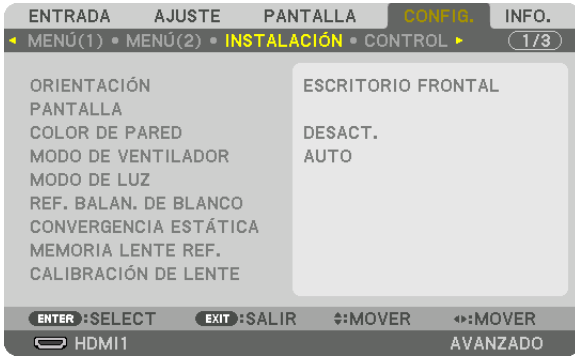 ENTRADA AJUSTE PANTALLA CONFIG. INFO.
◄ MENÚ(1) • MENÚ(2) • INSTALACIÓN • CONTROL ► 1/3
ORIENTACIÓN ESCRITORIO FRONTAL
PANTALLA
COLOR DE PARED DESACT.
MODO DE VENTILADOR AUTO
MODO DE LUZ
REF. BALAN. DE BLANCO
CONVERGENCIA ESTÁTICA
MEMORIA LENTE REF.
CALIBRACIÓN DE LENTE
ENTER :SELECT EXIT :SALIR :MOVER :MOVER
HDMI1 AVANZADO